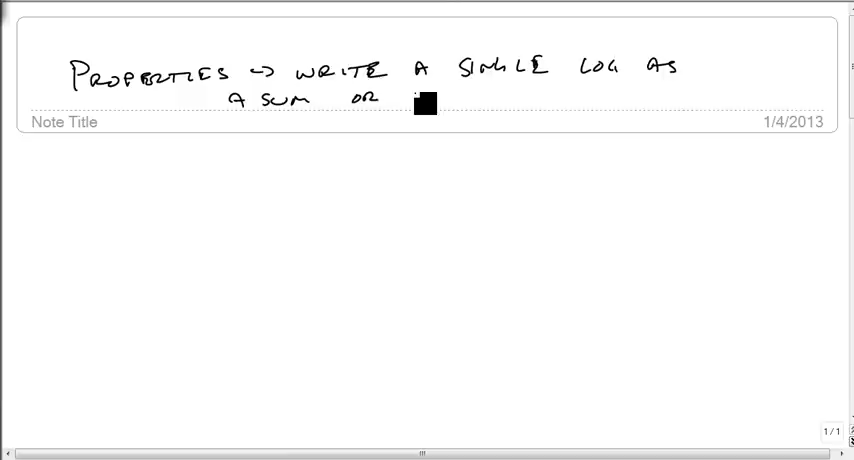 PROPERTIES → WRITE A SINGLE LOG AS
A SUM OR
Note Title
1/4/2013
1/1